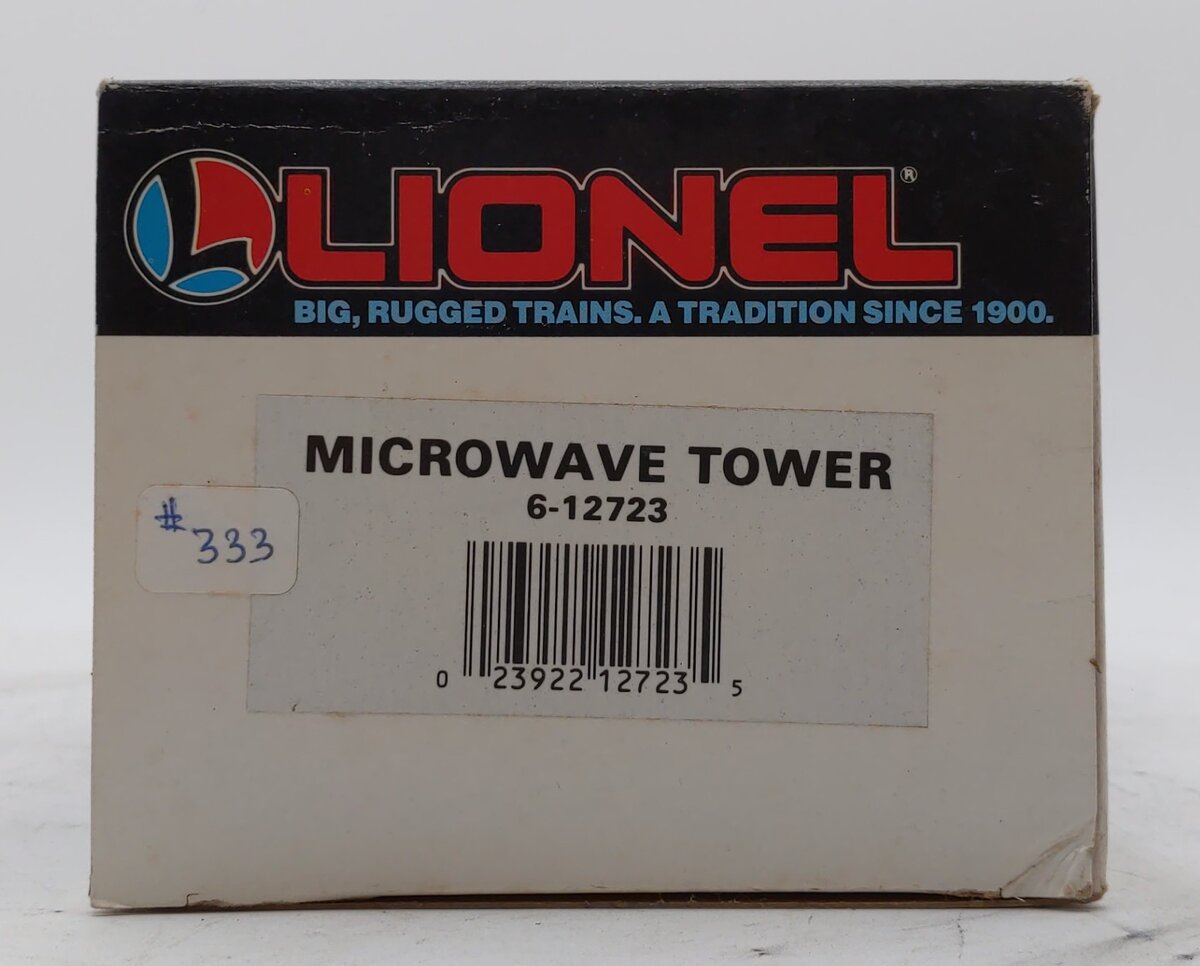 LIONEL®
BIG, RUGGED TRAINS. A TRADITION SINCE 1900.
MICROWAVE TOWER
6-12723
#333
0 23922 12723 5